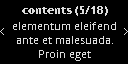 contents (5/18)
elementum eleifend
ante et malesuada.
Proin eget